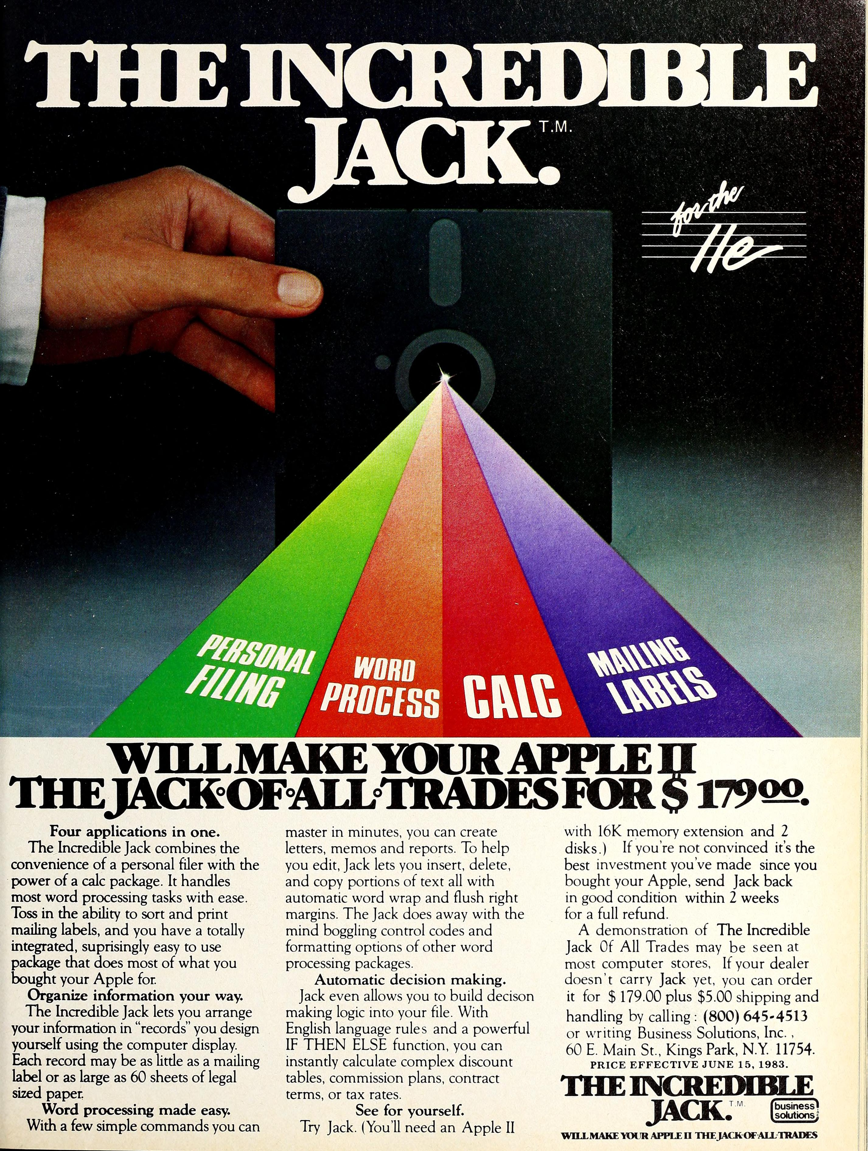 THE INCREDIBLE
JACK. T.M.
for the
IIe
PERSONAL
FILING
WORD
PROCESS
CALC
MAILING
LABELS
WILL MAKE YOUR APPLE II
THE JACK•OF•ALL•TRADES FOR $ 179 00.
Four applications in one.
The Incredible Jack combines the
convenience of a personal filer with the
power of a calc package. It handles
most word processing tasks with ease.
Toss in the ability to sort and print
mailing labels, and you have a totally
integrated, suprisingly easy to use
package that does most of what you
bought your Apple for.
Organize information your way.
The Incredible Jack lets you arrange
your information in “records” you design
yourself using the computer display.
Each record may be as little as a mailing
label or as large as 60 sheets of legal
sized paper.
Word processing made easy.
With a few simple commands you can
master in minutes, you can create
letters, memos and reports. To help
you edit, Jack lets you insert, delete,
and copy portions of text all with
automatic word wrap and flush right
margins. The Jack does away with the
mind boggling control codes and
formatting options of other word
processing packages.
Automatic decision making.
Jack even allows you to build decison
making logic into your file. With
English language rules and a powerful
IF THEN ELSE function, you can
instantly calculate complex discount
tables, commission plans, contract
terms, or tax rates.
See for yourself.
Try Jack. (You'll need an Apple II
with 16K memory extension and 2
disks.) If you're not convinced it's the
best investment you've made since you
bought your Apple, send Jack back
in good condition within 2 weeks
for a full refund.
A demonstration of The Incredible
Jack Of All Trades may be seen at
most computer stores. If your dealer
doesn't carry Jack yet, you can order
it for $ 179.00 plus $5.00 shipping and
handling by calling : (800) 645-4513
or writing Business Solutions, Inc.,
60 E. Main St., Kings Park, N.Y. 11754.
PRICE EFFECTIVE JUNE 15, 1983.
THE INCREDIBLE
JACK. T.M.
business
solutions
WILL MAKE YOUR APPLE II THE JACK•OF•ALL•TRADES